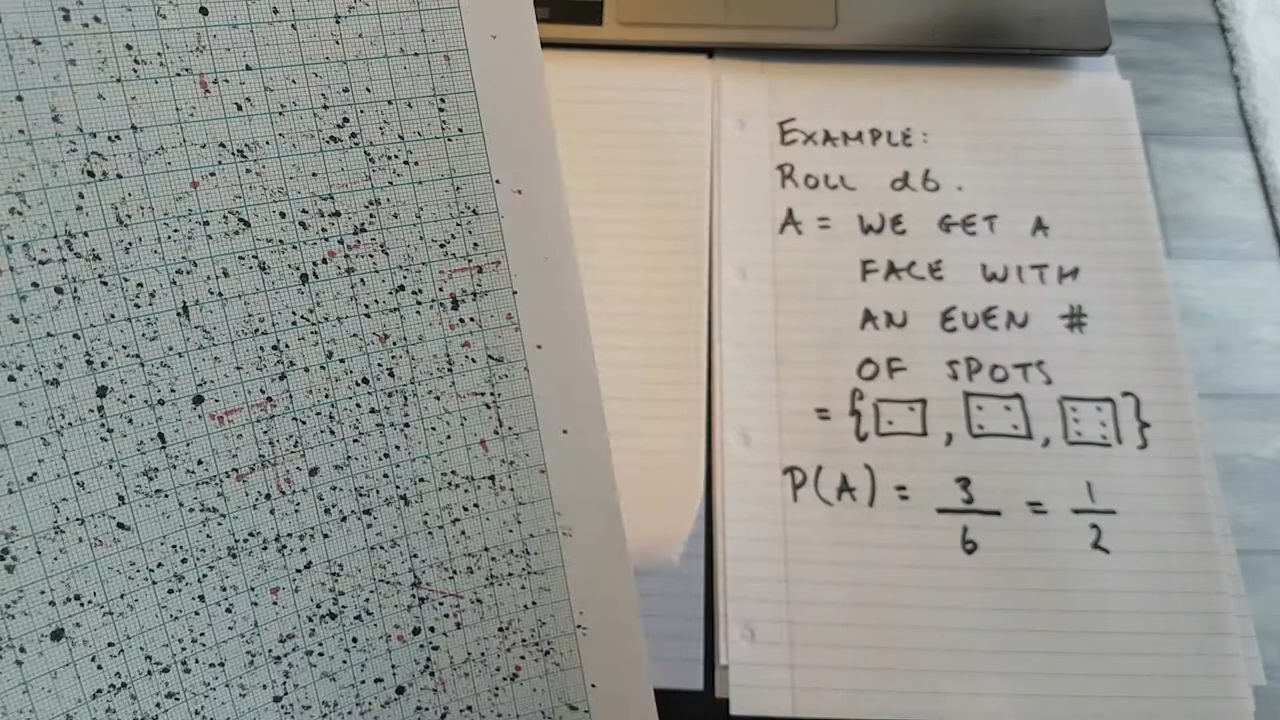 EXAMPLE:
ROLL d6.
A = WE GET A
FACE WITH
AN EVEN #
OF SPOTS
= {⚁, ⚃, ⚅}
P(A) = 3/6 = 1/2